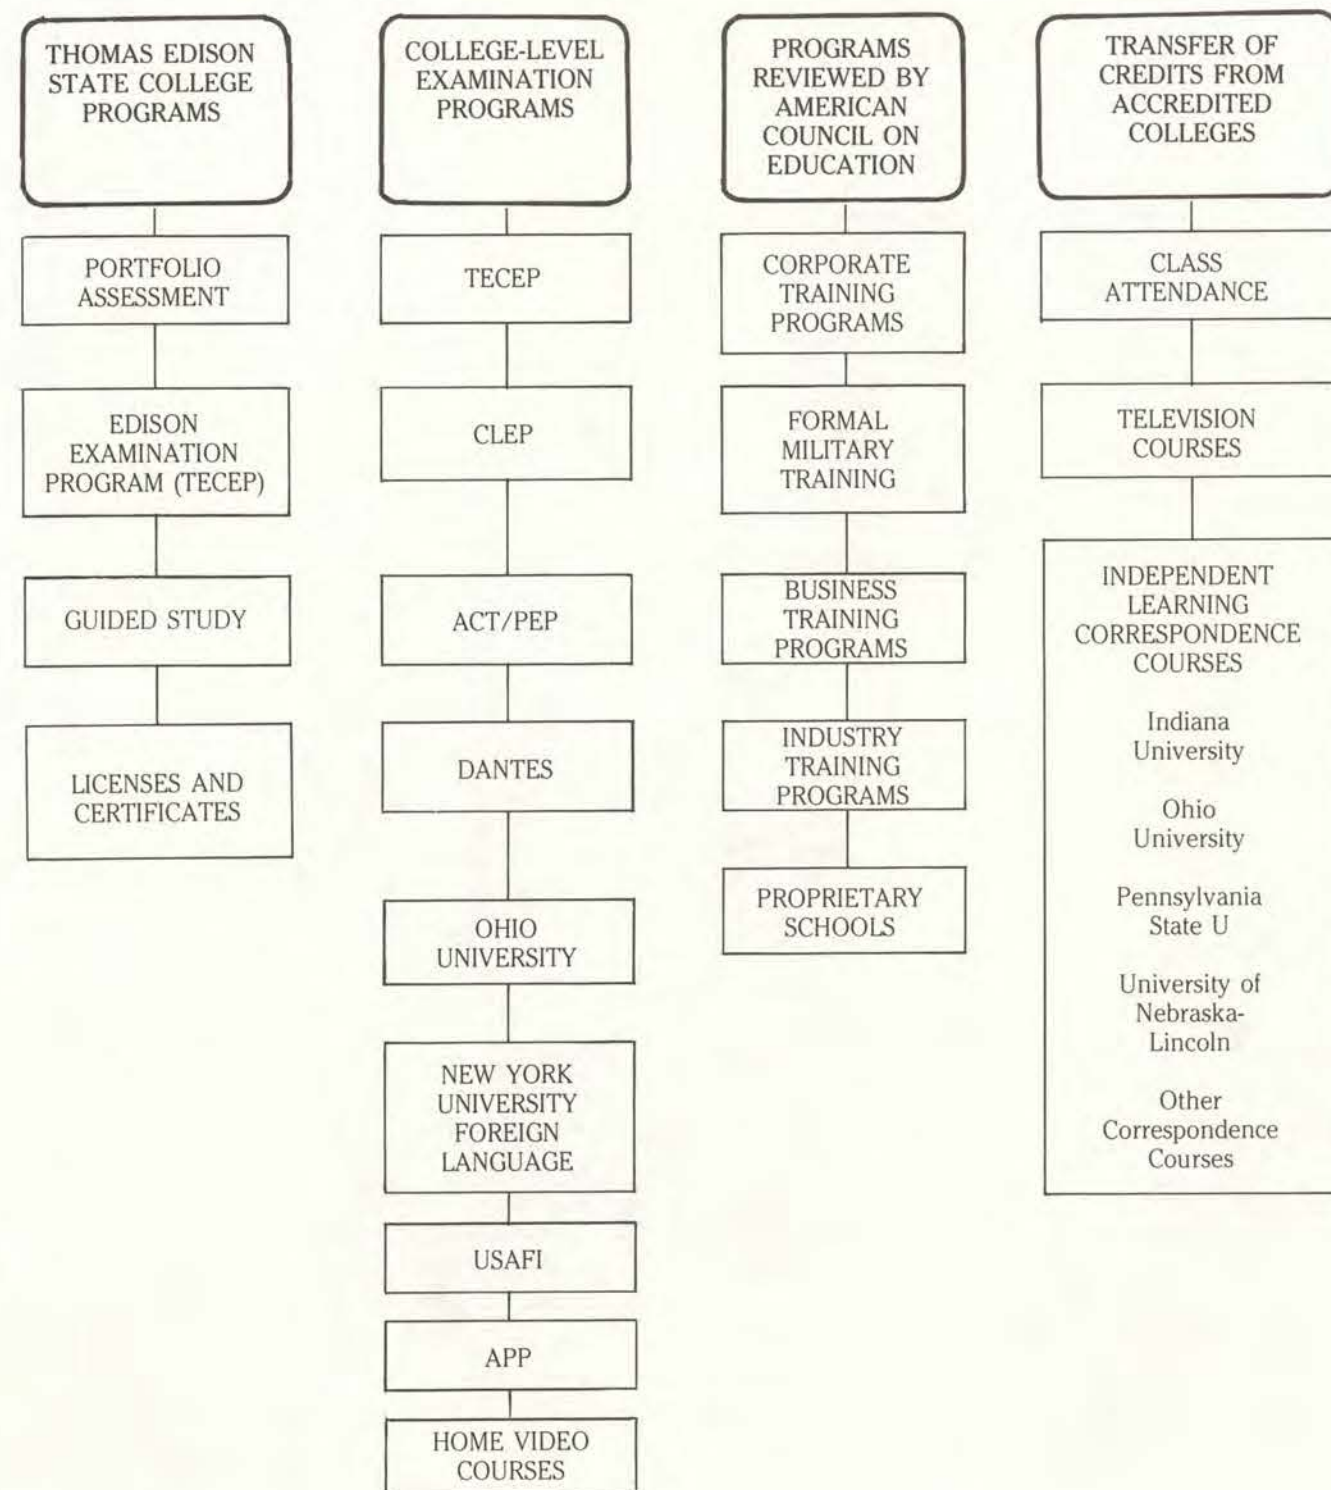 THOMAS EDISON
STATE COLLEGE
PROGRAMS
PORTFOLIO
ASSESSMENT
EDISON
EXAMINATION
PROGRAM (TECEP)
GUIDED STUDY
LICENSES AND
CERTIFICATES
COLLEGE-LEVEL
EXAMINATION
PROGRAMS
TECEP
CLEP
ACT/PEP
DANTES
OHIO
UNIVERSITY
NEW YORK
UNIVERSITY
FOREIGN
LANGUAGE
USAFI
APP
HOME VIDEO
COURSES
PROGRAMS
REVIEWED BY
AMERICAN
COUNCIL ON
EDUCATION
CORPORATE
TRAINING
PROGRAMS
FORMAL
MILITARY
TRAINING
BUSINESS
TRAINING
PROGRAMS
INDUSTRY
TRAINING
PROGRAMS
PROPRIETARY
SCHOOLS
TRANSFER OF
CREDITS FROM
ACCREDITED
COLLEGES
CLASS
ATTENDANCE
TELEVISION
COURSES
INDEPENDENT
LEARNING
CORRESPONDENCE
COURSES
Indiana
University
Ohio
University
Pennsylvania
State U
University of
Nebraska-
Lincoln
Other
Correspondence
Courses